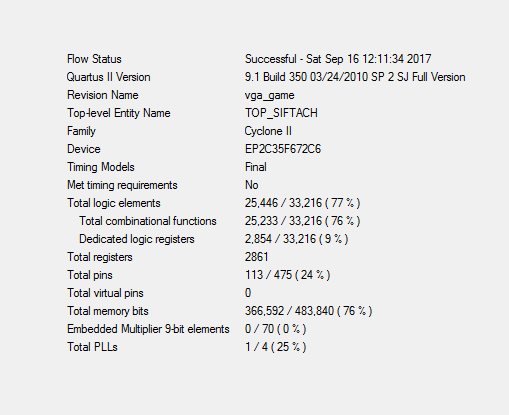 Flow Status Successful - Sat Sep 16 12:11:34 2017
Quartus II Version 9.1 Build 350 03/24/2010 SP 2 SJ Full Version
Revision Name vga_game
Top-level Entity Name TOP_SIFTACH
Family Cyclone II
Device EP2C35F672C6
Timing Models Final
Met timing requirements No
Total logic elements 25,446 / 33,216 ( 77 % )
Total combinational functions 25,233 / 33,216 ( 76 % )
Dedicated logic registers 2,854 / 33,216 ( 9 % )
Total registers 2861
Total pins 113 / 475 ( 24 % )
Total virtual pins 0
Total memory bits 366,592 / 483,840 ( 76 % )
Embedded Multiplier 9-bit elements 0 / 70 ( 0 % )
Total PLLs 1 / 4 ( 25 % )